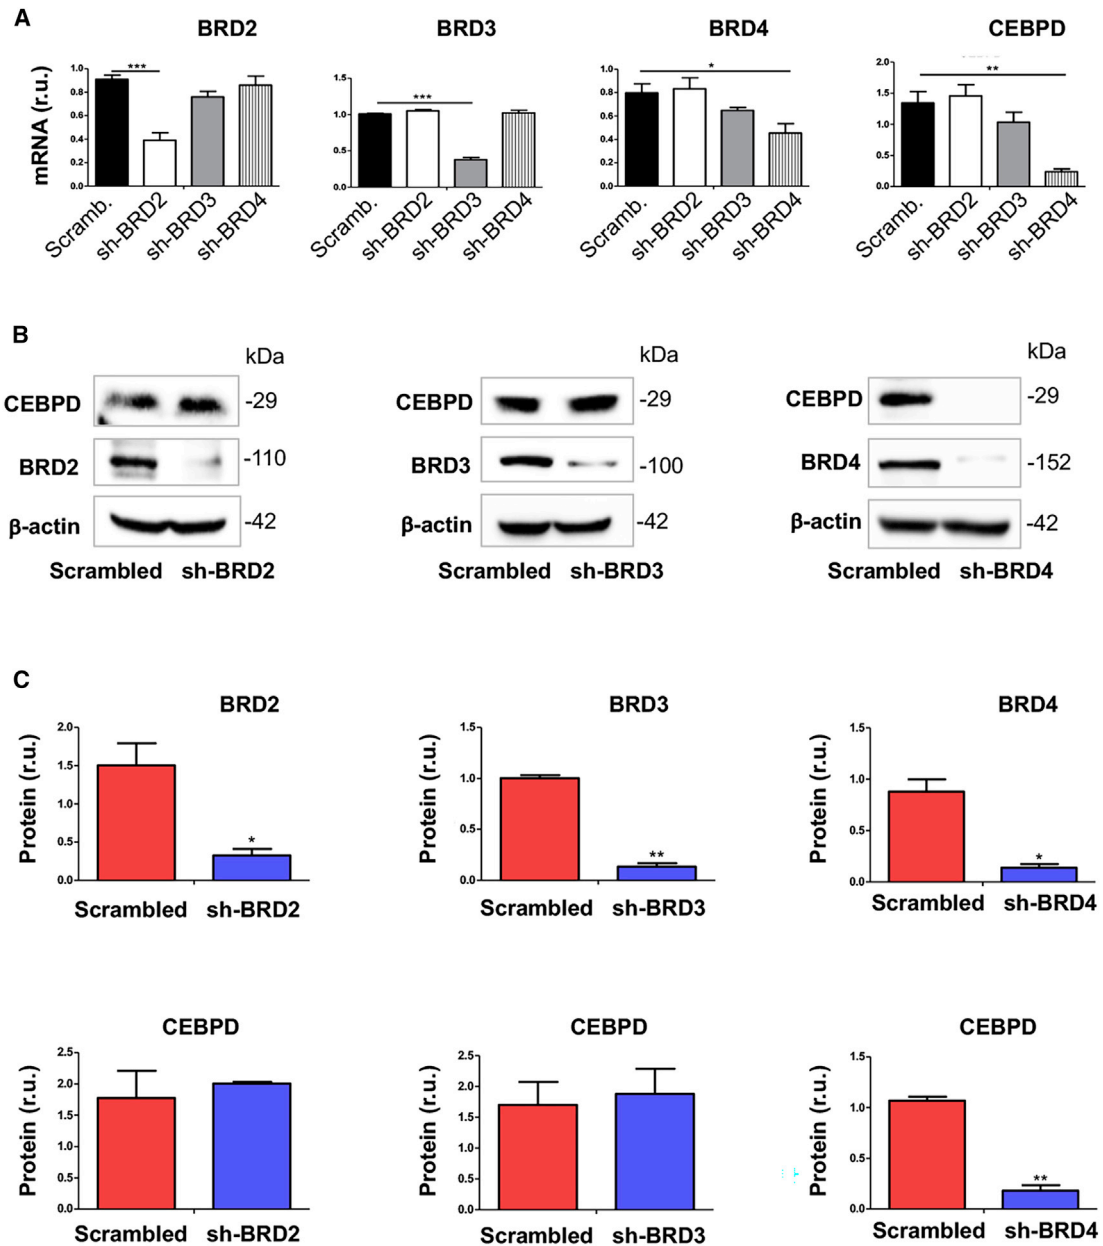 A
BRD2
BRD3
BRD4
CEBPD
mRNA (r.u.)
1.0
0.8
0.6
0.4
0.2
0.0
***
Scramb.
sh-BRD2
sh-BRD3
sh-BRD4
1.5
1.0
0.5
0.0
***
Scramb.
sh-BRD2
sh-BRD3
sh-BRD4
0.8
0.6
0.4
0.2
0.0
*
Scramb.
sh-BRD2
sh-BRD3
sh-BRD4
2.0
1.5
1.0
0.5
0.0
**
Scramb.
sh-BRD2
sh-BRD3
sh-BRD4
B
kDa
CEBPD
-29
BRD2
-110
β-actin
-42
Scrambled sh-BRD2
kDa
CEBPD
-29
BRD3
-100
β-actin
-42
Scrambled sh-BRD3
kDa
CEBPD
-29
BRD4
-152
β-actin
-42
Scrambled sh-BRD4
C
BRD2
Protein (r.u.)
2.0
1.5
1.0
0.5
0.0
*
Scrambled sh-BRD2
BRD3
Protein (r.u.)
1.5
1.0
0.5
0.0
**
Scrambled sh-BRD3
BRD4
Protein (r.u.)
1.5
1.0
0.5
0.0
*
Scrambled sh-BRD4
CEBPD
Protein (r.u.)
2.5
2.0
1.5
1.0
0.5
0.0
Scrambled sh-BRD2
CEBPD
Protein (r.u.)
2.5
2.0
1.5
1.0
0.5
0.0
Scrambled sh-BRD3
CEBPD
Protein (r.u.)
1.5
1.0
0.5
0.0
**
Scrambled sh-BRD4